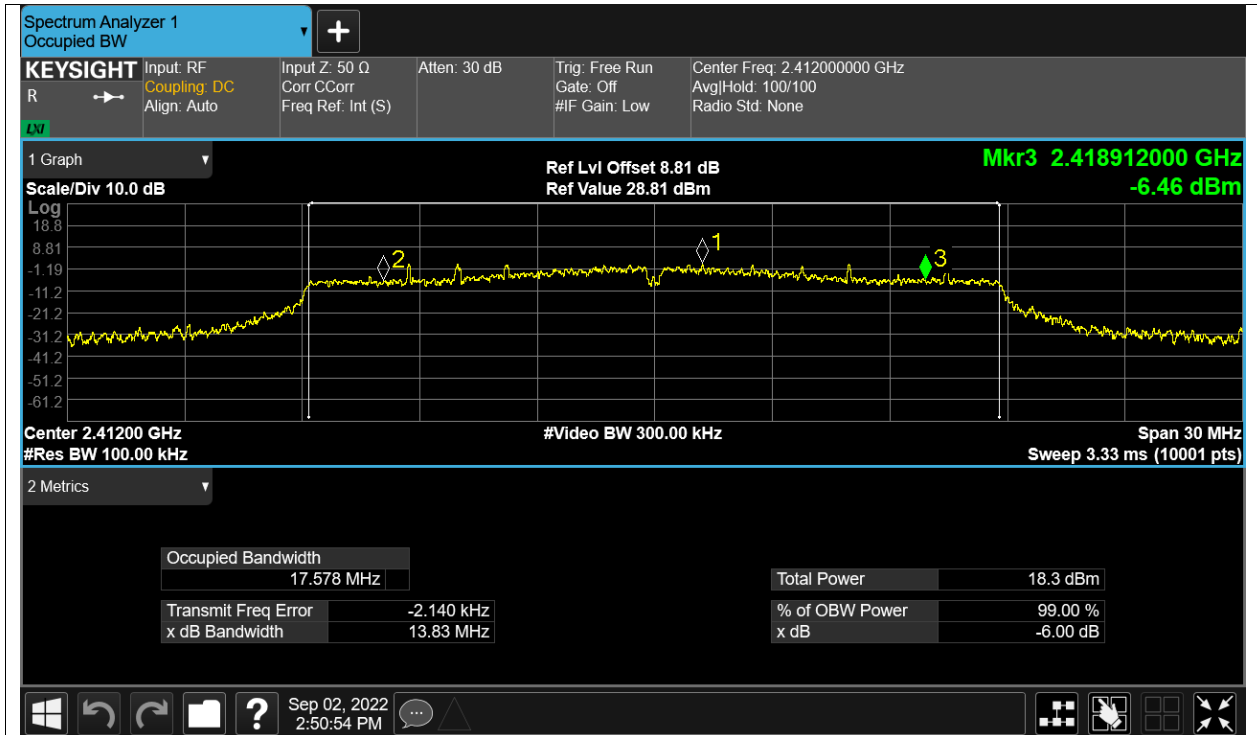 Spectrum Analyzer 1
Occupied BW
KEYSIGHT
R
LXI
Input: RF
Coupling: DC
Align: Auto
Input Z: 50 Ω
Corr CCorr
Freq Ref: Int (S)
Atten: 30 dB
Trig: Free Run
Gate: Off
#IF Gain: Low
Center Freq: 2.412000000 GHz
Avg|Hold: 100/100
Radio Std: None
1 Graph
Scale/Div 10.0 dB
Ref Lvl Offset 8.81 dB
Ref Value 28.81 dBm
Mkr3 2.418912000 GHz
-6.46 dBm
Log
18.8
8.81
-1.19
-11.2
-21.2
-31.2
-41.2
-51.2
-61.2
2
1
3
Center 2.41200 GHz
#Res BW 100.00 kHz
#Video BW 300.00 kHz
Span 30 MHz
Sweep 3.33 ms (10001 pts)
2 Metrics
Occupied Bandwidth
17.578 MHz
Transmit Freq Error -2.140 kHz
x dB Bandwidth 13.83 MHz
Total Power 18.3 dBm
% of OBW Power 99.00 %
x dB -6.00 dB
?
Sep 02, 2022
2:50:54 PM